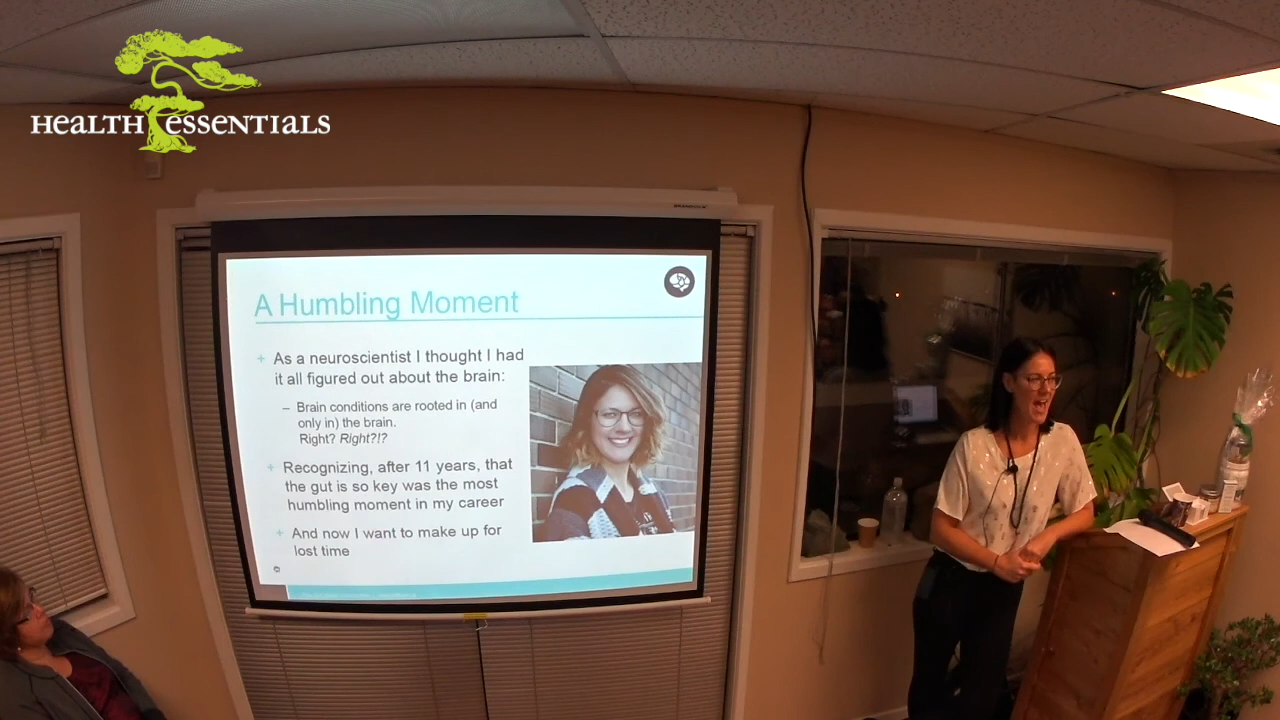 HEALTH ESSENTIALS
A Humbling Moment
As a neuroscientist I thought I had
it all figured out about the brain:
– Brain conditions are rooted in (and
only in) the brain.
Right? Right?!?
Recognizing, after 11 years, that
the gut is so key was the most
humbling moment in my career
And now I want to make up for
lost time